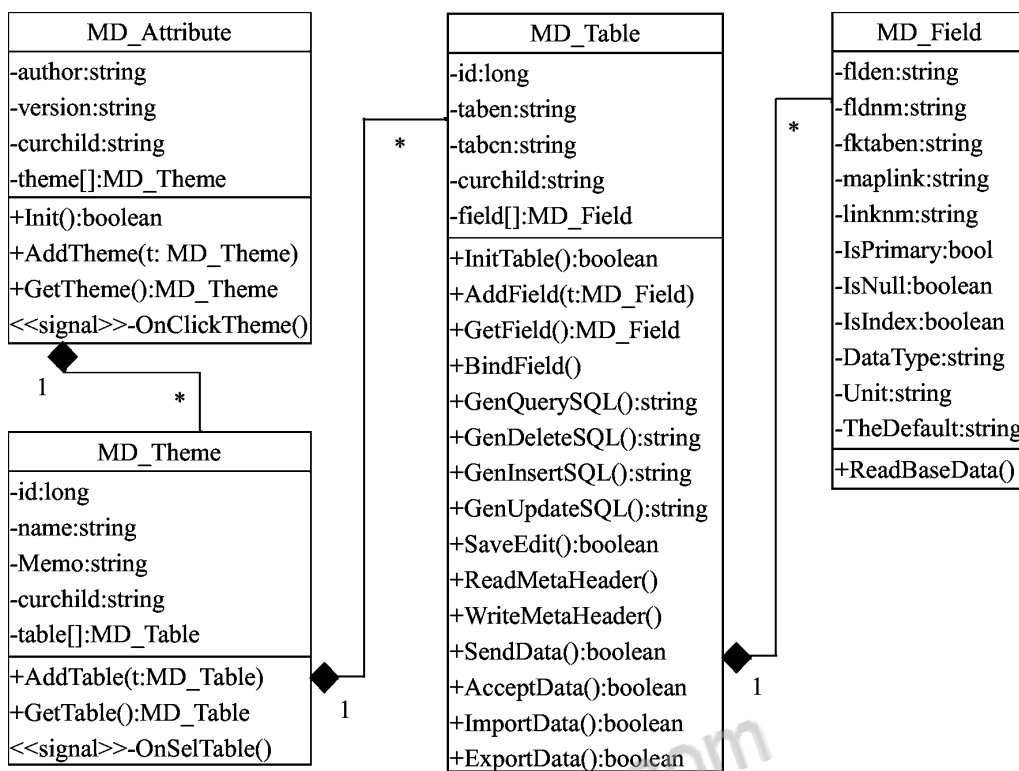 MD_Attribute
-author:string
-version:string
-curchild:string
-theme[]:MD_Theme
+Init():boolean
+AddTheme(t: MD_Theme)
+GetTheme():MD_Theme
<<signal>>-OnClickTheme()
1
*
MD_Theme
-id:long
-name:string
-Memo:string
-curchild:string
-table[]:MD_Table
+AddTable(t:MD_Table)
+GetTable():MD_Table
<<signal>>-OnSelTable()
1
*
MD_Table
-id:long
-taben:string
-tabcn:string
-curchild:string
-field[]:MD_Field
+InitTable():boolean
+AddField(t:MD_Field)
+GetField():MD_Field
+BindField()
+GenQuerySQL():string
+GenDeleteSQL():string
+GenInsertSQL():string
+GenUpdateSQL():string
+SaveEdit():boolean
+ReadMetaHeader()
+WriteMetaHeader()
+SendData():boolean
+AcceptData():boolean
+ImportData():boolean
+ExportData():boolean
1
*
MD_Field
-flden:string
-fldnm:string
-fktaben:string
-maplink:string
-linknm:string
-IsPrimary:bool
-IsNull:boolean
-IsIndex:boolean
-DataType:string
-Unit:string
-TheDefault:string
+ReadBaseData()